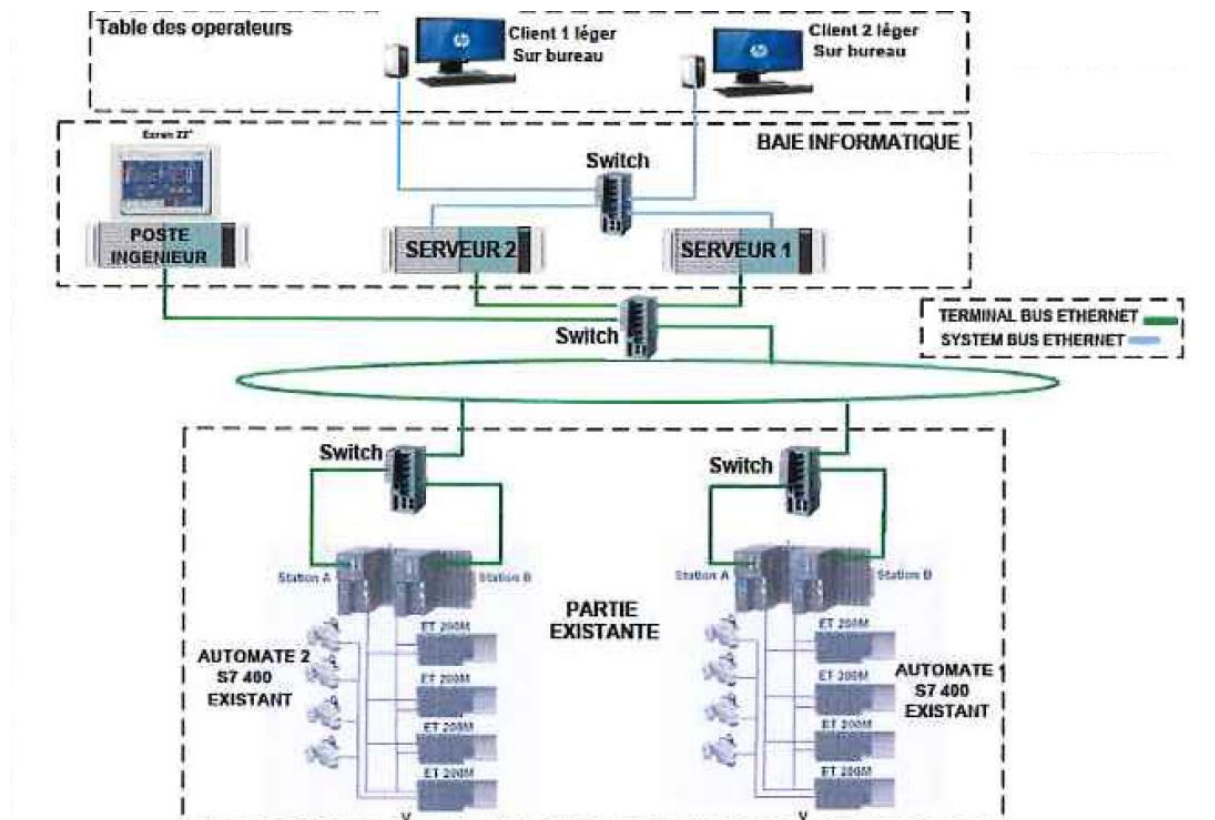 Table des operateurs
Client 1 léger
Sur bureau
Client 2 léger
Sur bureau
Ecran 22"
BAIE INFORMATIQUE
Switch
POSTE
INGENIEUR
SERVEUR 2
SERVEUR 1
Switch
TERMINAL BUS ETHERNET
SYSTEM BUS ETHERNET
Switch
Switch
Station A
Station B
Station A
Station B
PARTIE
EXISTANTE
ET 200M
ET 200M
ET 200M
ET 200M
AUTOMATE 2
S7 400
EXISTANT
ET 200M
ET 200M
ET 200M
ET 200M
AUTOMATE 1
S7 400
EXISTANT